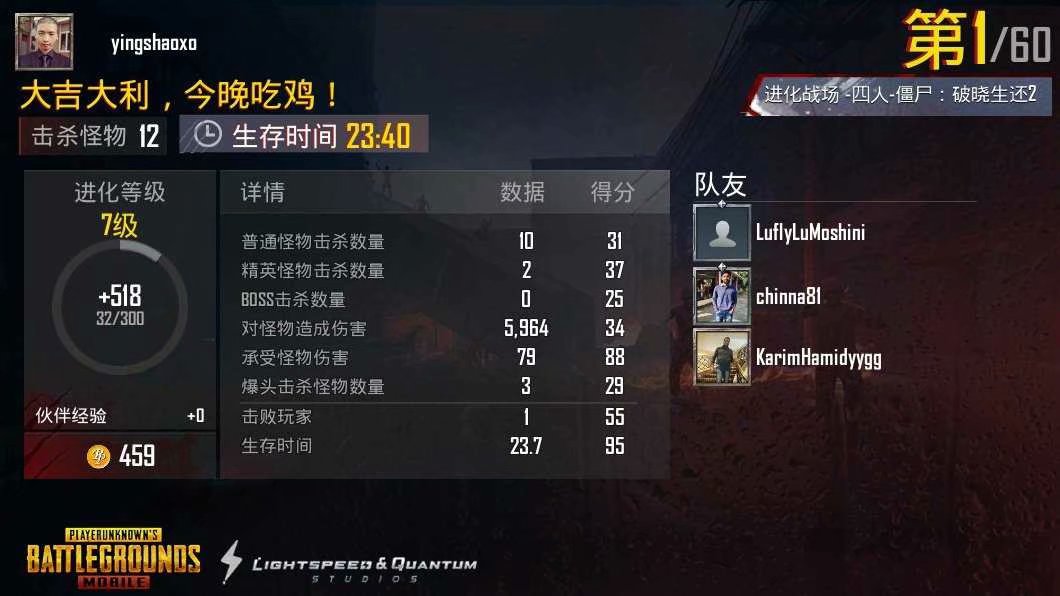 yingshaoxo
第1/60
大吉大利，今晚吃鸡！
进化战场 -四人-僵尸：破晓生还2
击杀怪物 12
生存时间 23:40
进化等级
7级
+518
32/300
伙伴经验 +0
459
详情 数据 得分
普通怪物击杀数量 10 31
精英怪物击杀数量 2 37
BOSS击杀数量 0 25
对怪物造成伤害 5,964 34
承受怪物伤害 79 88
爆头击杀怪物数量 3 29
击败玩家 1 55
生存时间 23.7 95
队友
LuflyLuMoshini
chinna81
KarimHamidyygg
PLAYERUNKNOWN'S
BATTLEGROUNDS
MOBILE
LIGHTSPEED & QUANTUM
STUDIOS